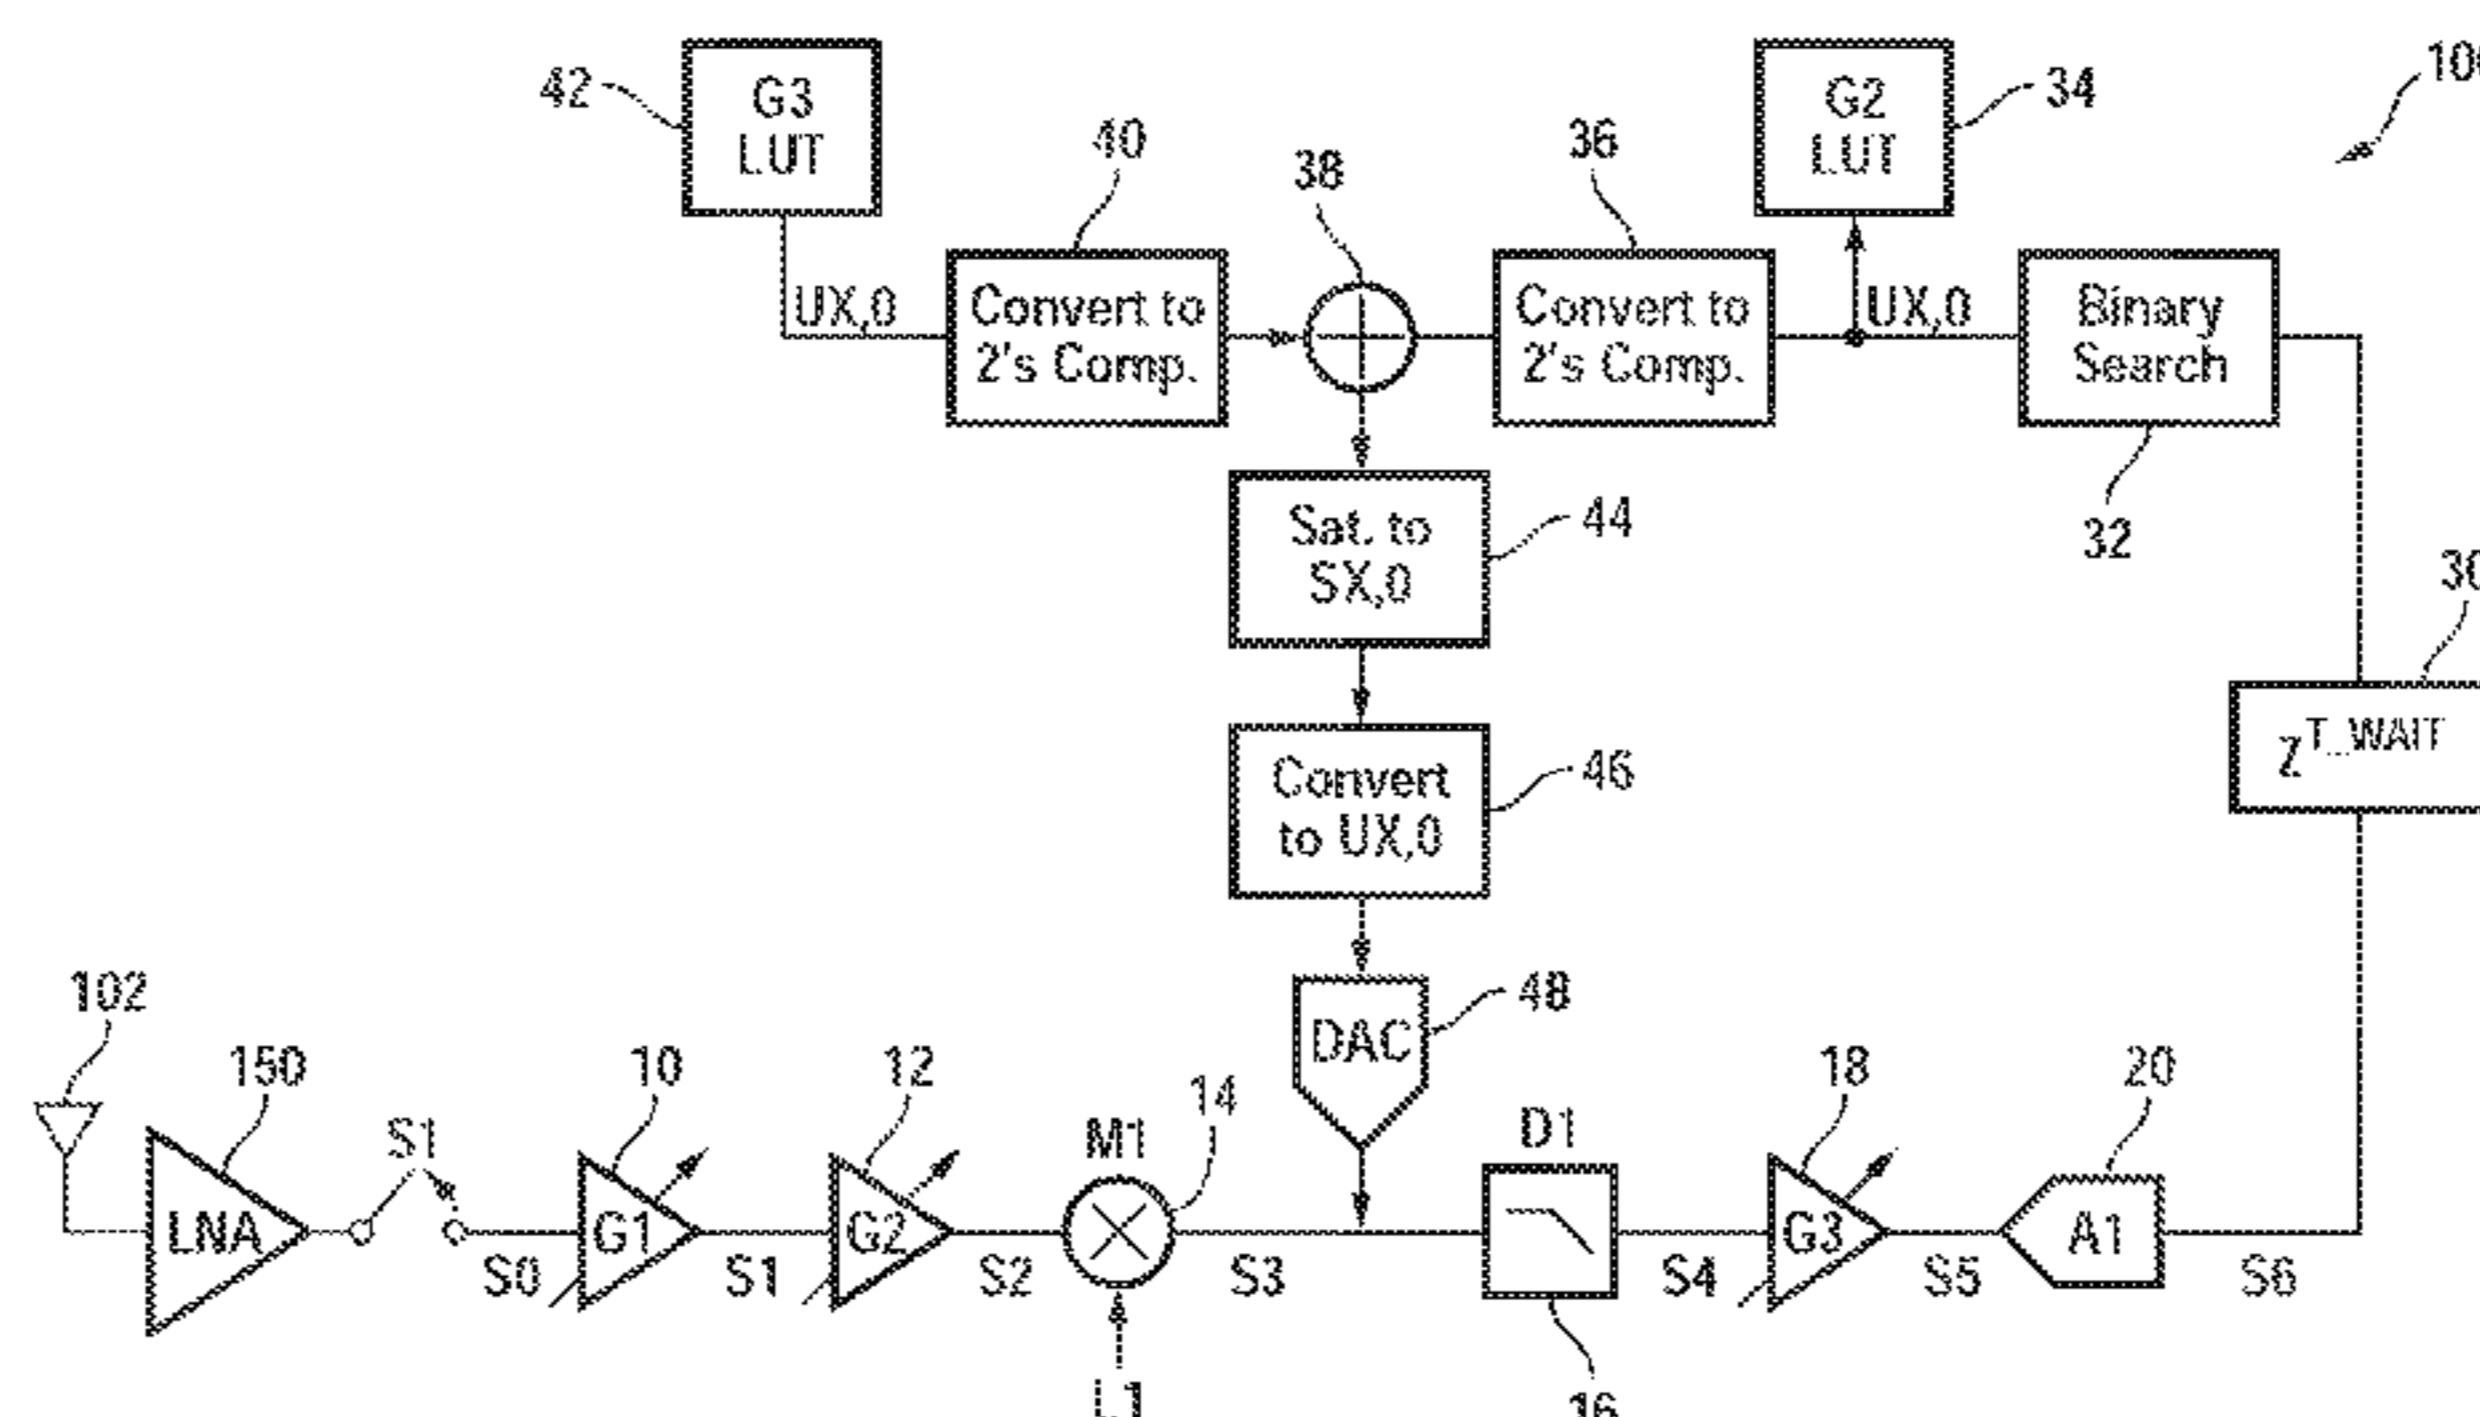 42
G3
LUT
G2
LUT
34
40
38
36
UX,0
Convert to
2's Comp.
Convert to
2's Comp.
UX,0
Binary
Search
32
Sat. to
SX,0
44
30
Z T_WAIT
Convert
to UX,0
46
DAC
48
102
150
10
12
14
18
20
S1
M1
D1
LNA
G1
G2
G3
A1
S0
S1
S2
S3
S4
S5
S6
L1
16